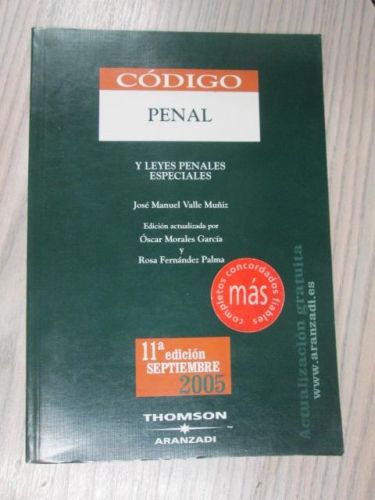 CÓDIGO
PENAL
Y LEYES PENALES
ESPECIALES
José Manuel Valle Muñiz
Edición actualizada por
Óscar Morales García
y
Rosa Fernández Palma
más
completos concordados fiables
11ª edición
SEPTIEMBRE
2005
Actualización gratuita
www.aranzadi.es
THOMSON
ARANZADI